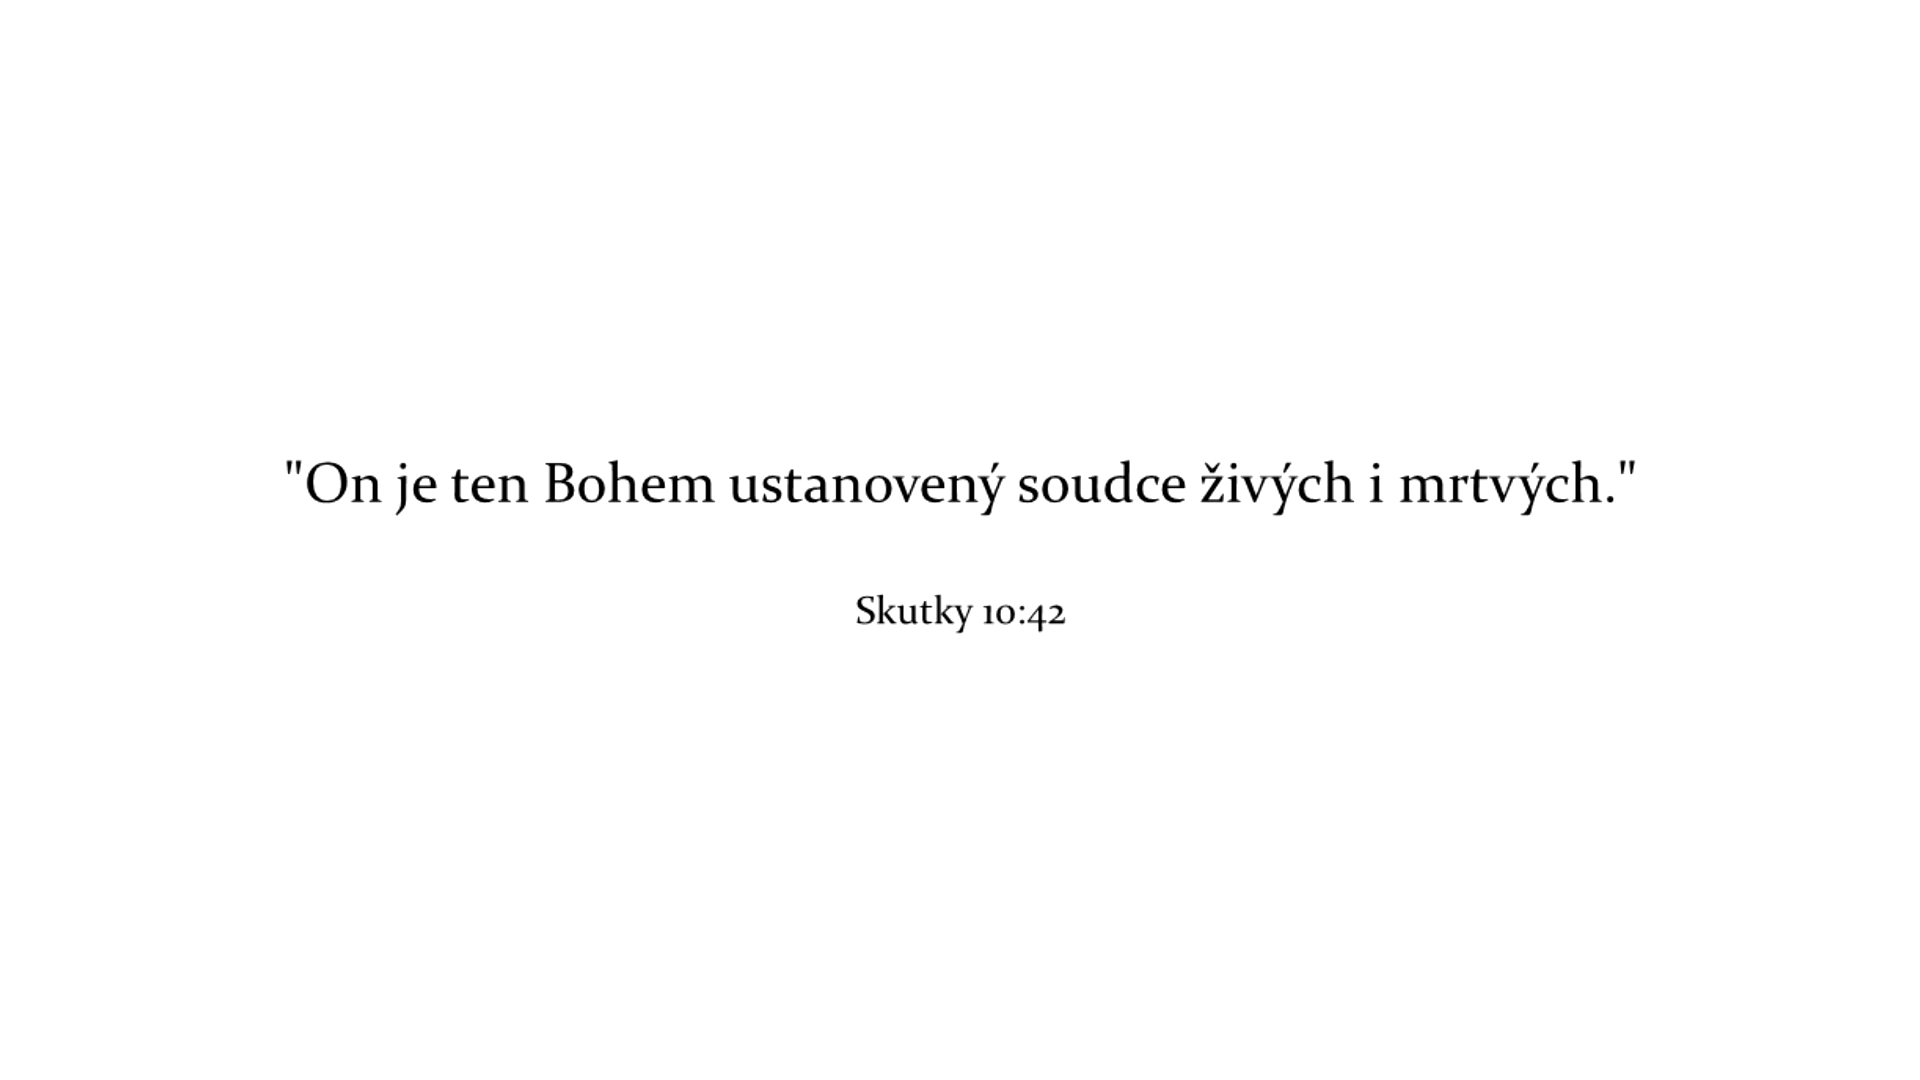 "On je ten Bohem ustanovený soudce živých i mrtvých."
Skutky 10:42